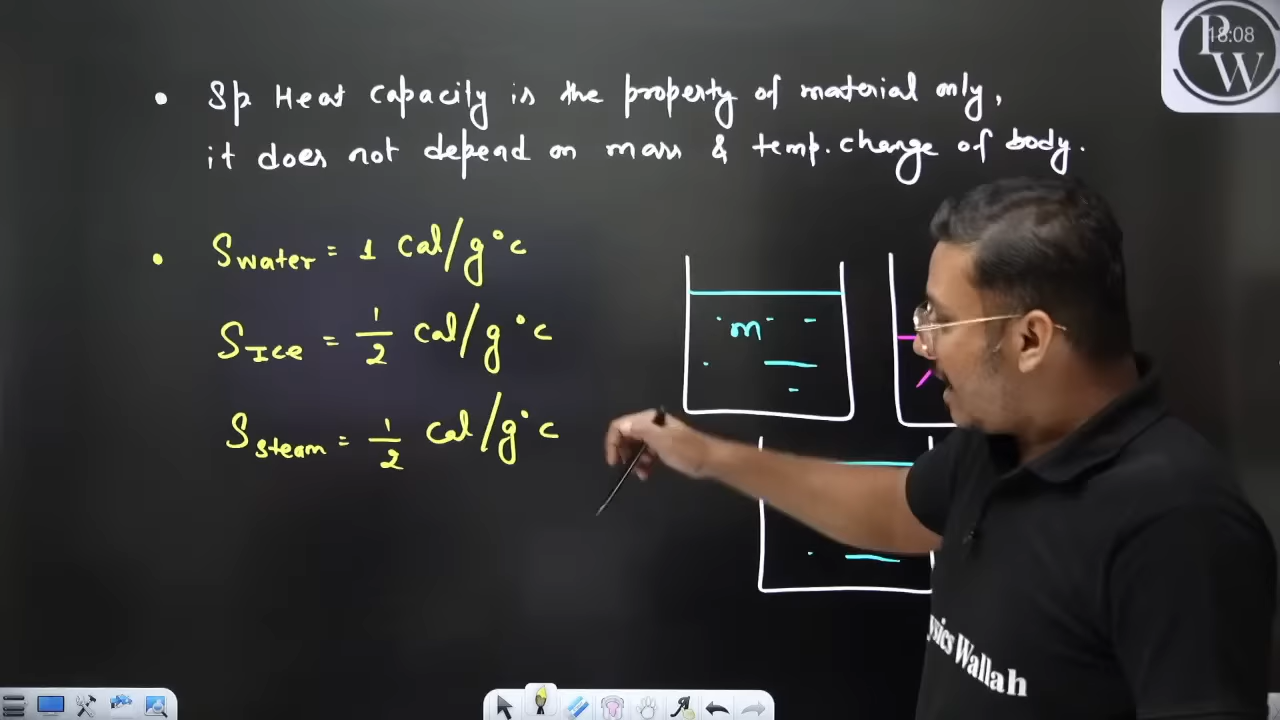 18:08
PW
• Sp Heat capacity is the property of material only,
it does not depend on mass & temp. change of body.
• Swater = 1 Cal/g°c
SIce = 1/2 cal/g°c
Ssteam = 1/2 cal/g°c
m
ysics Wallah